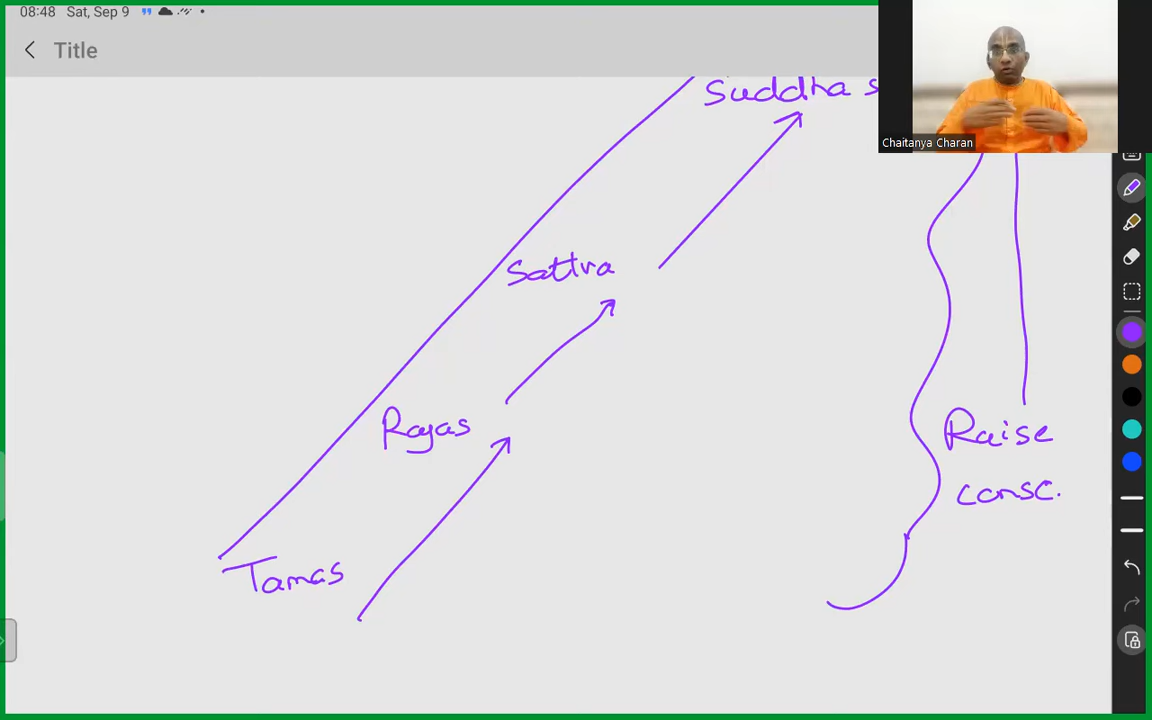 08:48 Sat, Sep 9
Title
Suddha s
Chaitanya Charan
Sattva
Rajas
Raise
consc.
Tamas